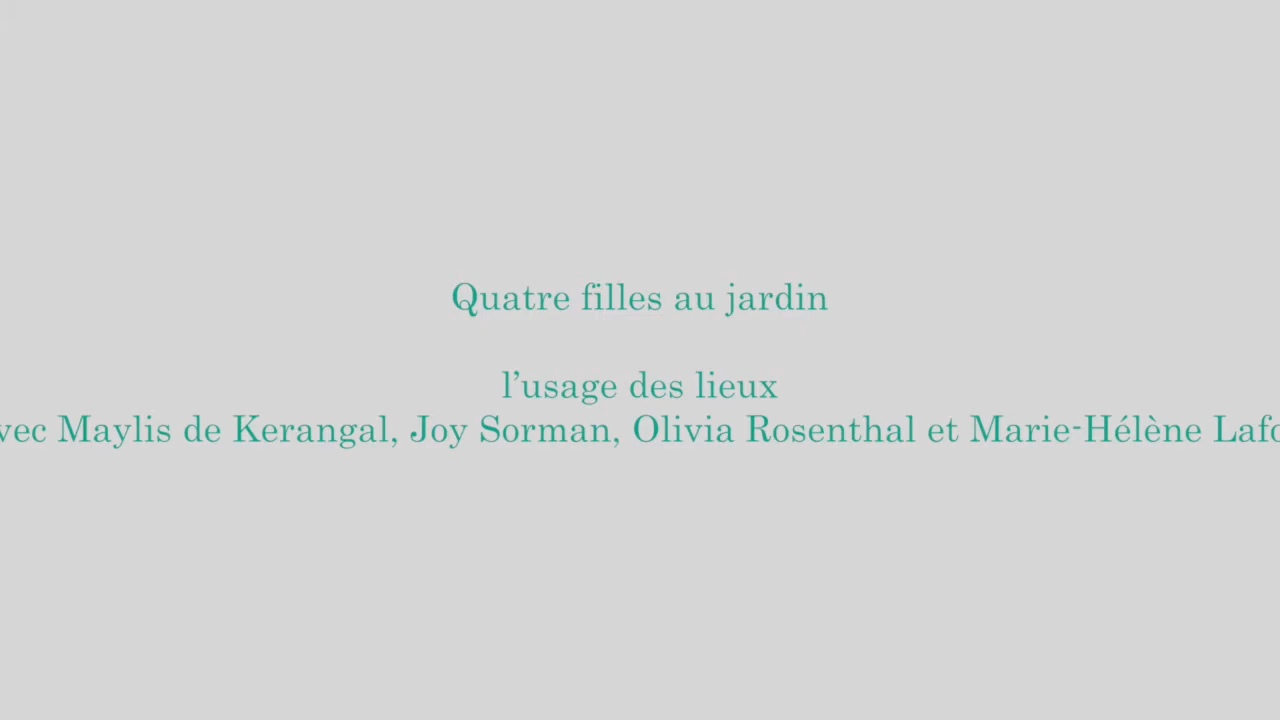 Quatre filles au jardin
l’usage des lieux
vec Maylis de Kerangal, Joy Sorman, Olivia Rosenthal et Marie-Hélène Lafo